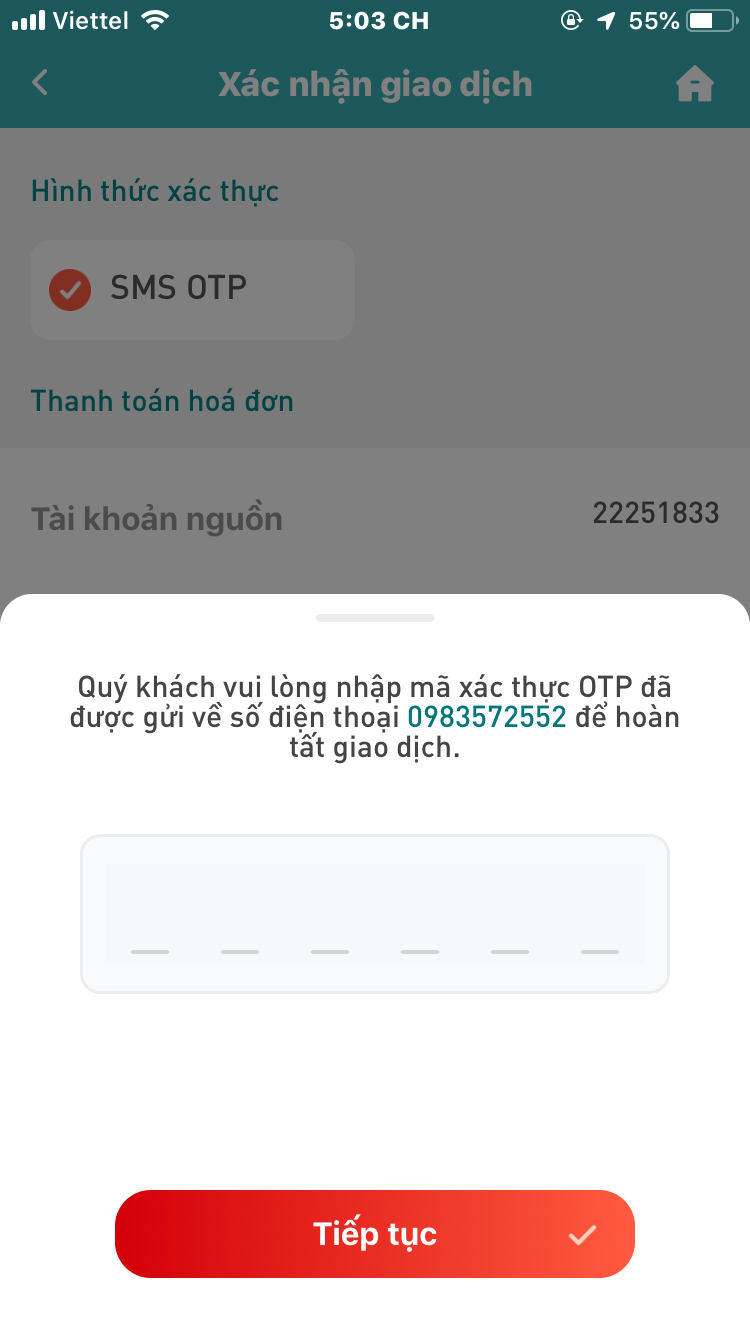 Viettel 5:03 CH 55%
Xác nhận giao dịch
Hình thức xác thực
SMS OTP
Thanh toán hoá đơn
Tài khoản nguồn 22251833
Quý khách vui lòng nhập mã xác thực OTP đã
được gửi về số điện thoại 0983572552 để hoàn
tất giao dịch.
Tiếp tục